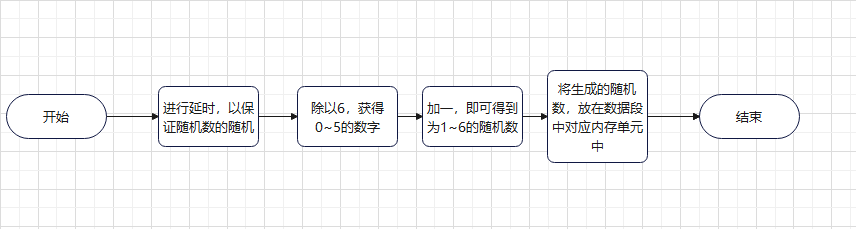 开始
进行延时，以保
证随机数的随机
除以6，获得
0~5的数字
加一，即可得到
为1~6的随机数
将生成的随机
数，放在数据段
中对应内存单元
中
结束